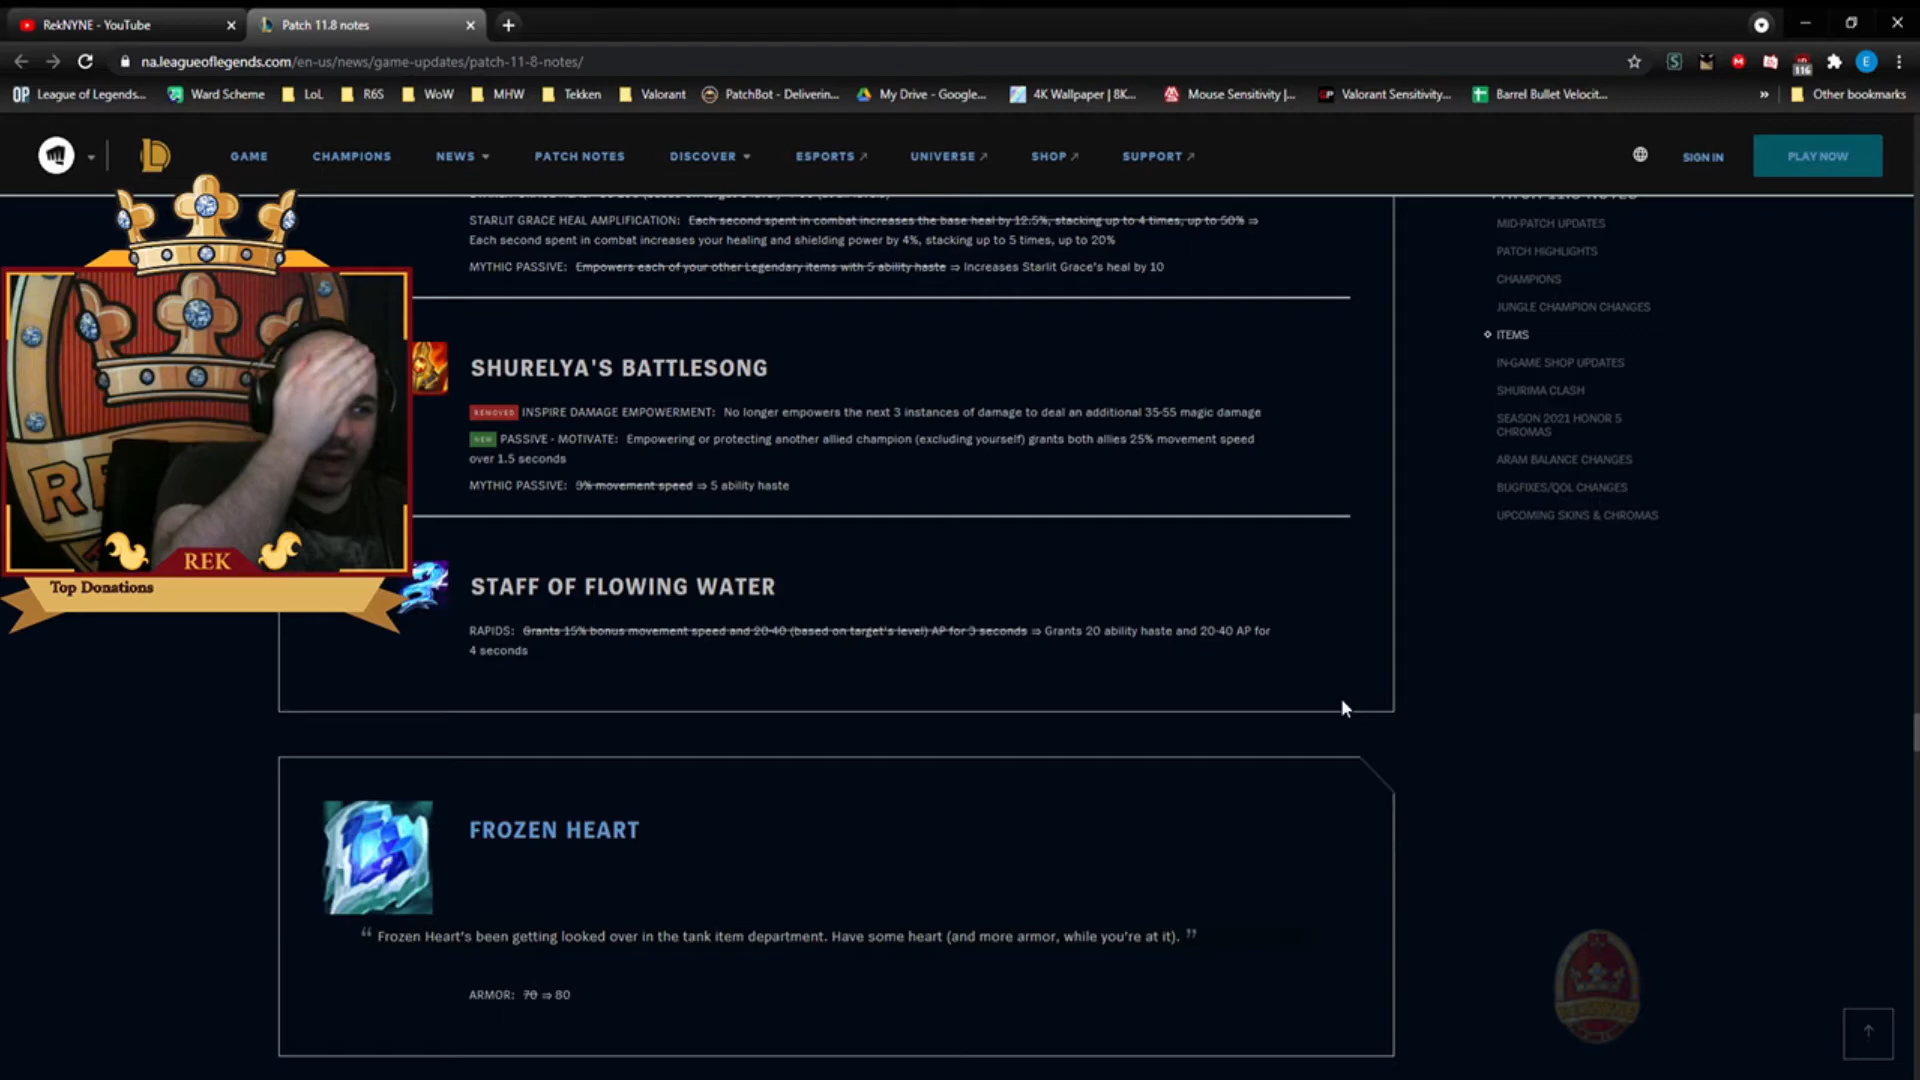 RekNYNE - YouTube
Patch 11.8 notes
na.leagueoflegends.com/en-us/news/game-updates/patch-11-8-notes/
116
E
OP League of Legends...
Ward Scheme
LoL
R6S
WoW
MHW
Tekken
Valorant
PatchBot - Deliverin...
My Drive - Google...
4K Wallpaper | 8K...
Mouse Sensitivity |...
Valorant Sensitivity...
Barrel Bullet Velocit...
»
Other bookmarks
GAME
CHAMPIONS
NEWS
PATCH NOTES
DISCOVER
ESPORTS
UNIVERSE
SHOP
SUPPORT
SIGN IN
PLAY NOW
STARLIT GRACE HEAL AMPLIFICATION: Each second spent in combat increases the base heal by 12.5%, stacking up to 4 times, up to 50% ⇒
Each second spent in combat increases your healing and shielding power by 4%, stacking up to 5 times, up to 20%
MYTHIC PASSIVE: Empowers each of your other Legendary items with 5 ability haste ⇒ Increases Starlit Grace's heal by 10
SHURELYA'S BATTLESONG
REMOVED INSPIRE DAMAGE EMPOWERMENT: No longer empowers the next 3 instances of damage to deal an additional 35-55 magic damage
NEW PASSIVE - MOTIVATE: Empowering or protecting another allied champion (excluding yourself) grants both allies 25% movement speed
over 1.5 seconds
MYTHIC PASSIVE: 3% movement speed ⇒ 5 ability haste
STAFF OF FLOWING WATER
RAPIDS: Grants 15% bonus movement speed and 20-40 (based on target's level) AP for 3 seconds ⇒ Grants 20 ability haste and 20-40 AP for
4 seconds
FROZEN HEART
“ Frozen Heart's been getting looked over in the tank item department. Have some heart (and more armor, while you're at it). ”
ARMOR: 70 ⇒ 80
PATCH 11.8 NOTES
MID-PATCH UPDATES
PATCH HIGHLIGHTS
CHAMPIONS
JUNGLE CHAMPION CHANGES
ITEMS
IN-GAME SHOP UPDATES
SHURIMA CLASH
SEASON 2021 HONOR 5
CHROMAS
ARAM BALANCE CHANGES
BUGFIXES/QOL CHANGES
UPCOMING SKINS & CHROMAS
REK
Top Donations